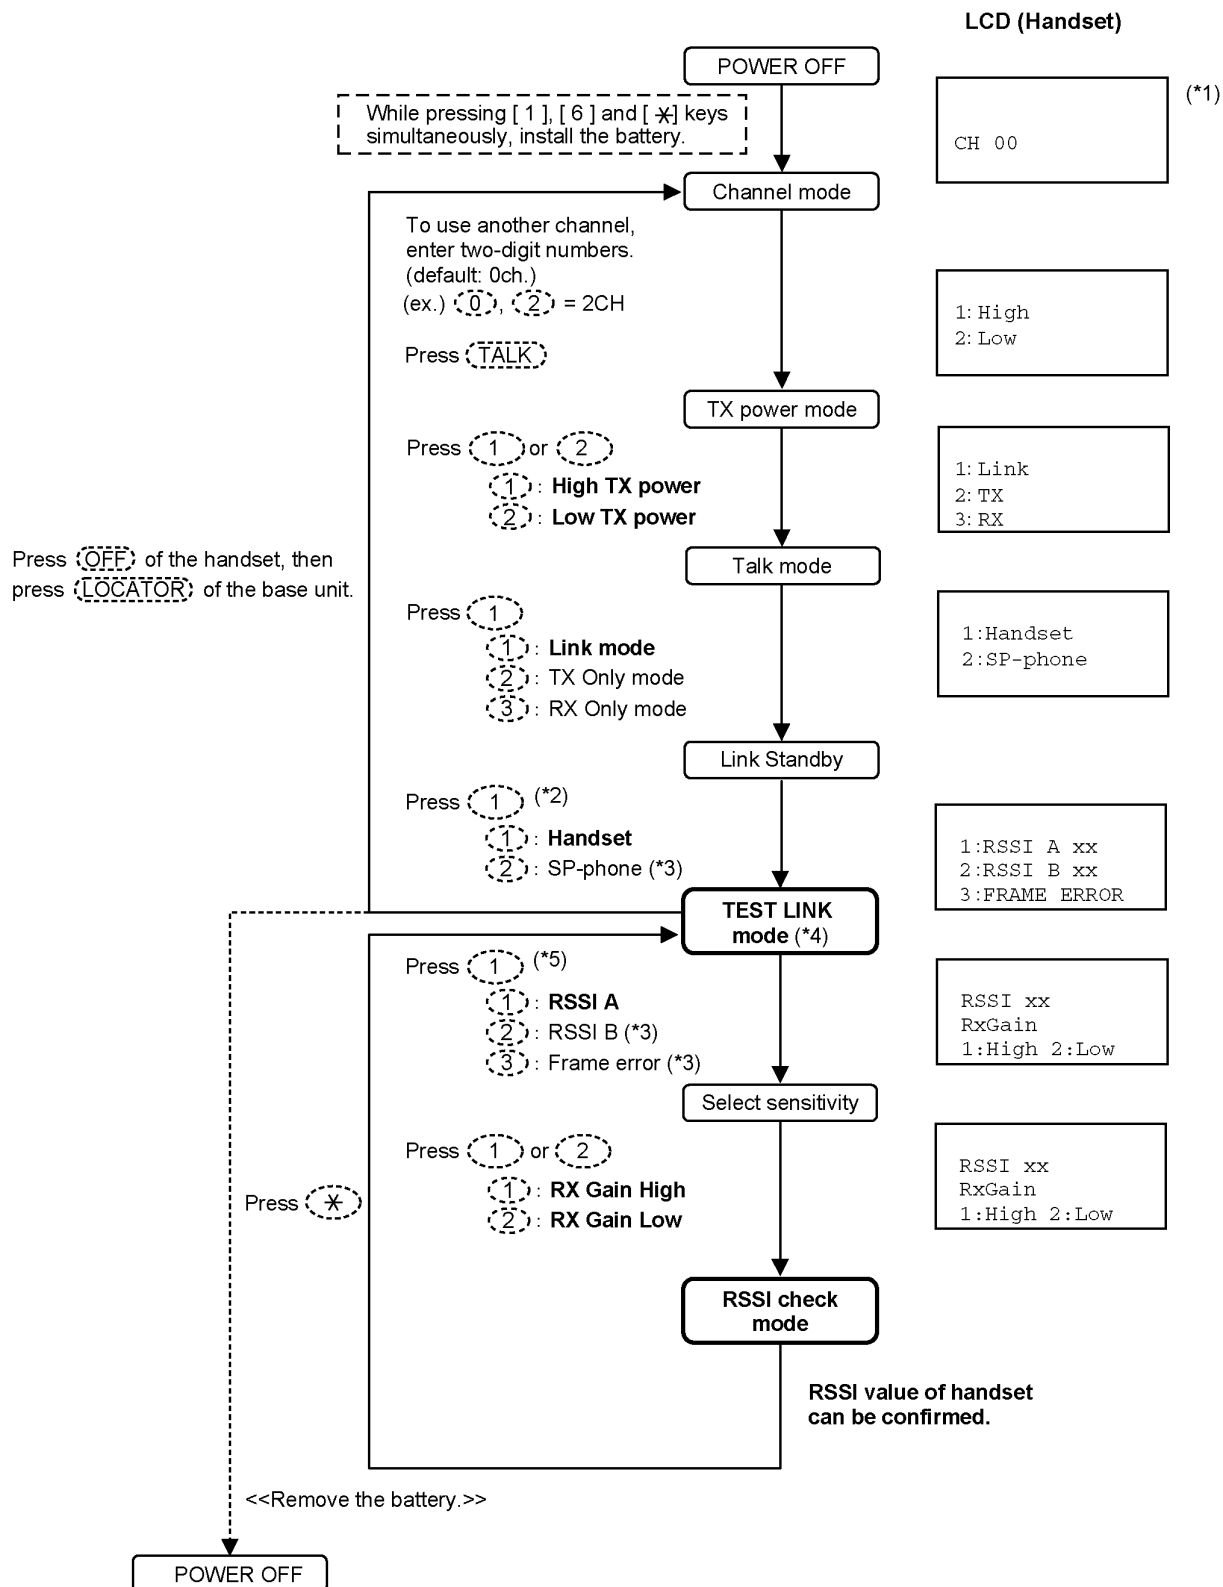 LCD (Handset)
POWER OFF
(*1)
While pressing [ 1 ], [ 6 ] and [ * ] keys
simultaneously, install the battery.
CH 00
Channel mode
To use another channel,
enter two-digit numbers.
(default: 0ch.)
(ex.) 0 , 2 = 2CH
1: High
2: Low
Press TALK
TX power mode
Press 1 or 2
1 : High TX power
2 : Low TX power
1: Link
2: TX
3: RX
Press OFF of the handset, then
press LOCATOR of the base unit.
Talk mode
Press 1
1 : Link mode
2 : TX Only mode
3 : RX Only mode
1:Handset
2:SP-phone
Link Standby
Press 1 (*2)
1 : Handset
2 : SP-phone (*3)
1:RSSI A xx
2:RSSI B xx
3:FRAME ERROR
TEST LINK
mode (*4)
Press 1 (*5)
1 : RSSI A
2 : RSSI B (*3)
3 : Frame error (*3)
RSSI xx
RxGain
1:High 2:Low
Select sensitivity
Press 1 or 2
1 : RX Gain High
2 : RX Gain Low
RSSI xx
RxGain
1:High 2:Low
Press *
RSSI check
mode
RSSI value of handset
can be confirmed.
<<Remove the battery.>>
POWER OFF